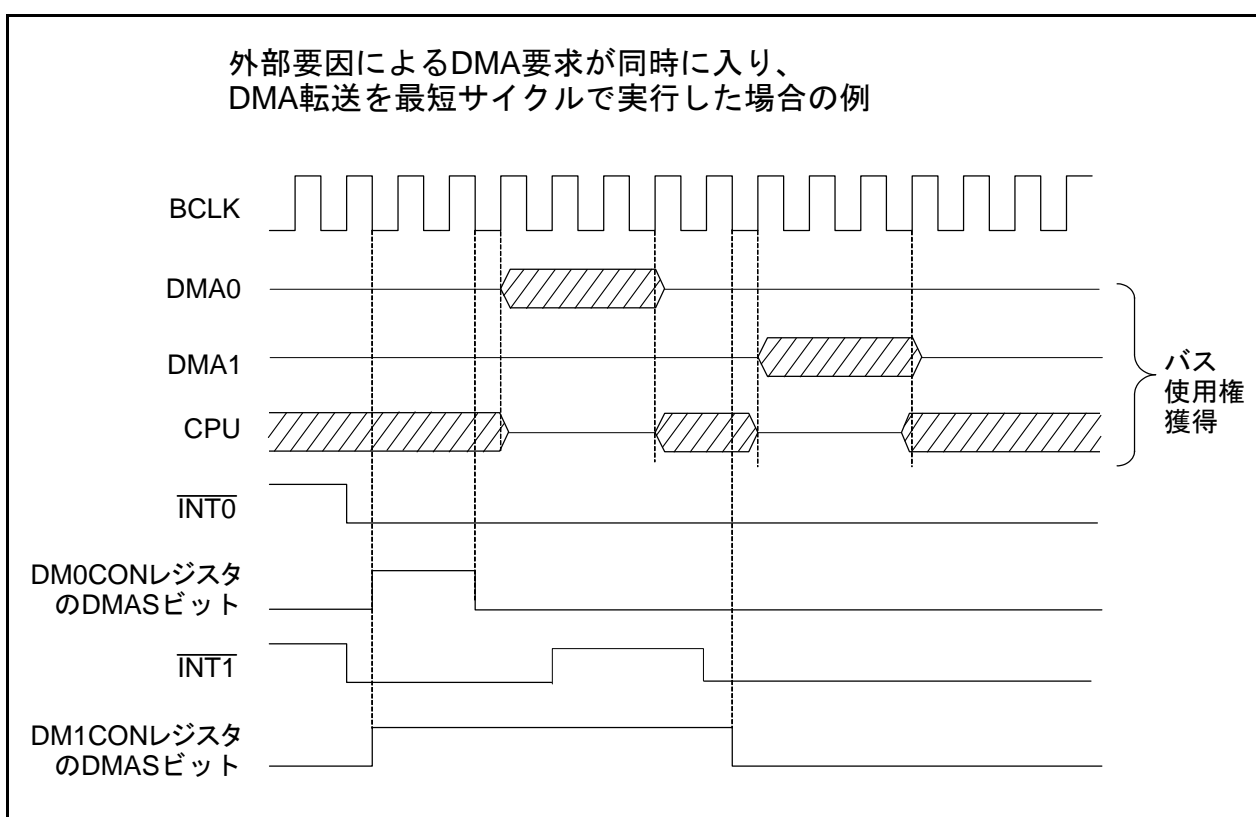 外部要因によるDMA要求が同時に入り、
DMA転送を最短サイクルで実行した場合の例
BCLK
DMA0
DMA1
CPU
バス
使用権
獲得
INT0
DM0CONレジスタ
のDMASビット
INT1
DM1CONレジスタ
のDMASビット